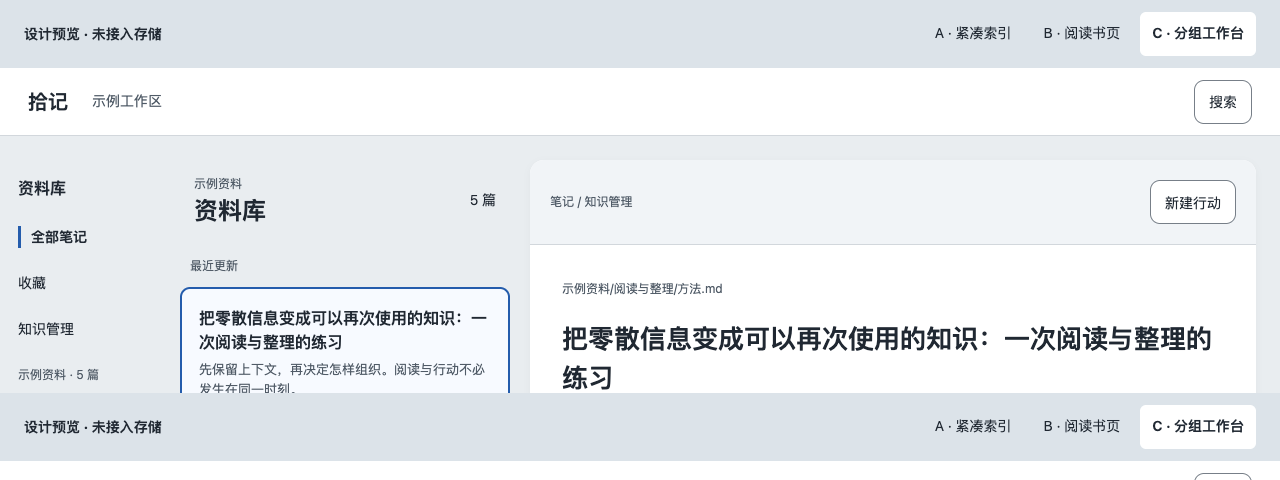 设计预览 · 未接入存储
A · 紧凑索引
B · 阅读书页
C · 分组工作台
拾记
示例工作区
搜索
资料库
全部笔记
收藏
知识管理
示例资料 · 5 篇
示例资料
资料库
5 篇
最近更新
把零散信息变成可以再次使用的知识：一
次阅读与整理的练习
先保留上下文，再决定怎样组织。阅读与行动不必
发生在同一时刻。
笔记 / 知识管理
新建行动
示例资料/阅读与整理/方法.md
把零散信息变成可以再次使用的知识：一次阅读与整理的
练习
设计预览 · 未接入存储
A · 紧凑索引
B · 阅读书页
C · 分组工作台